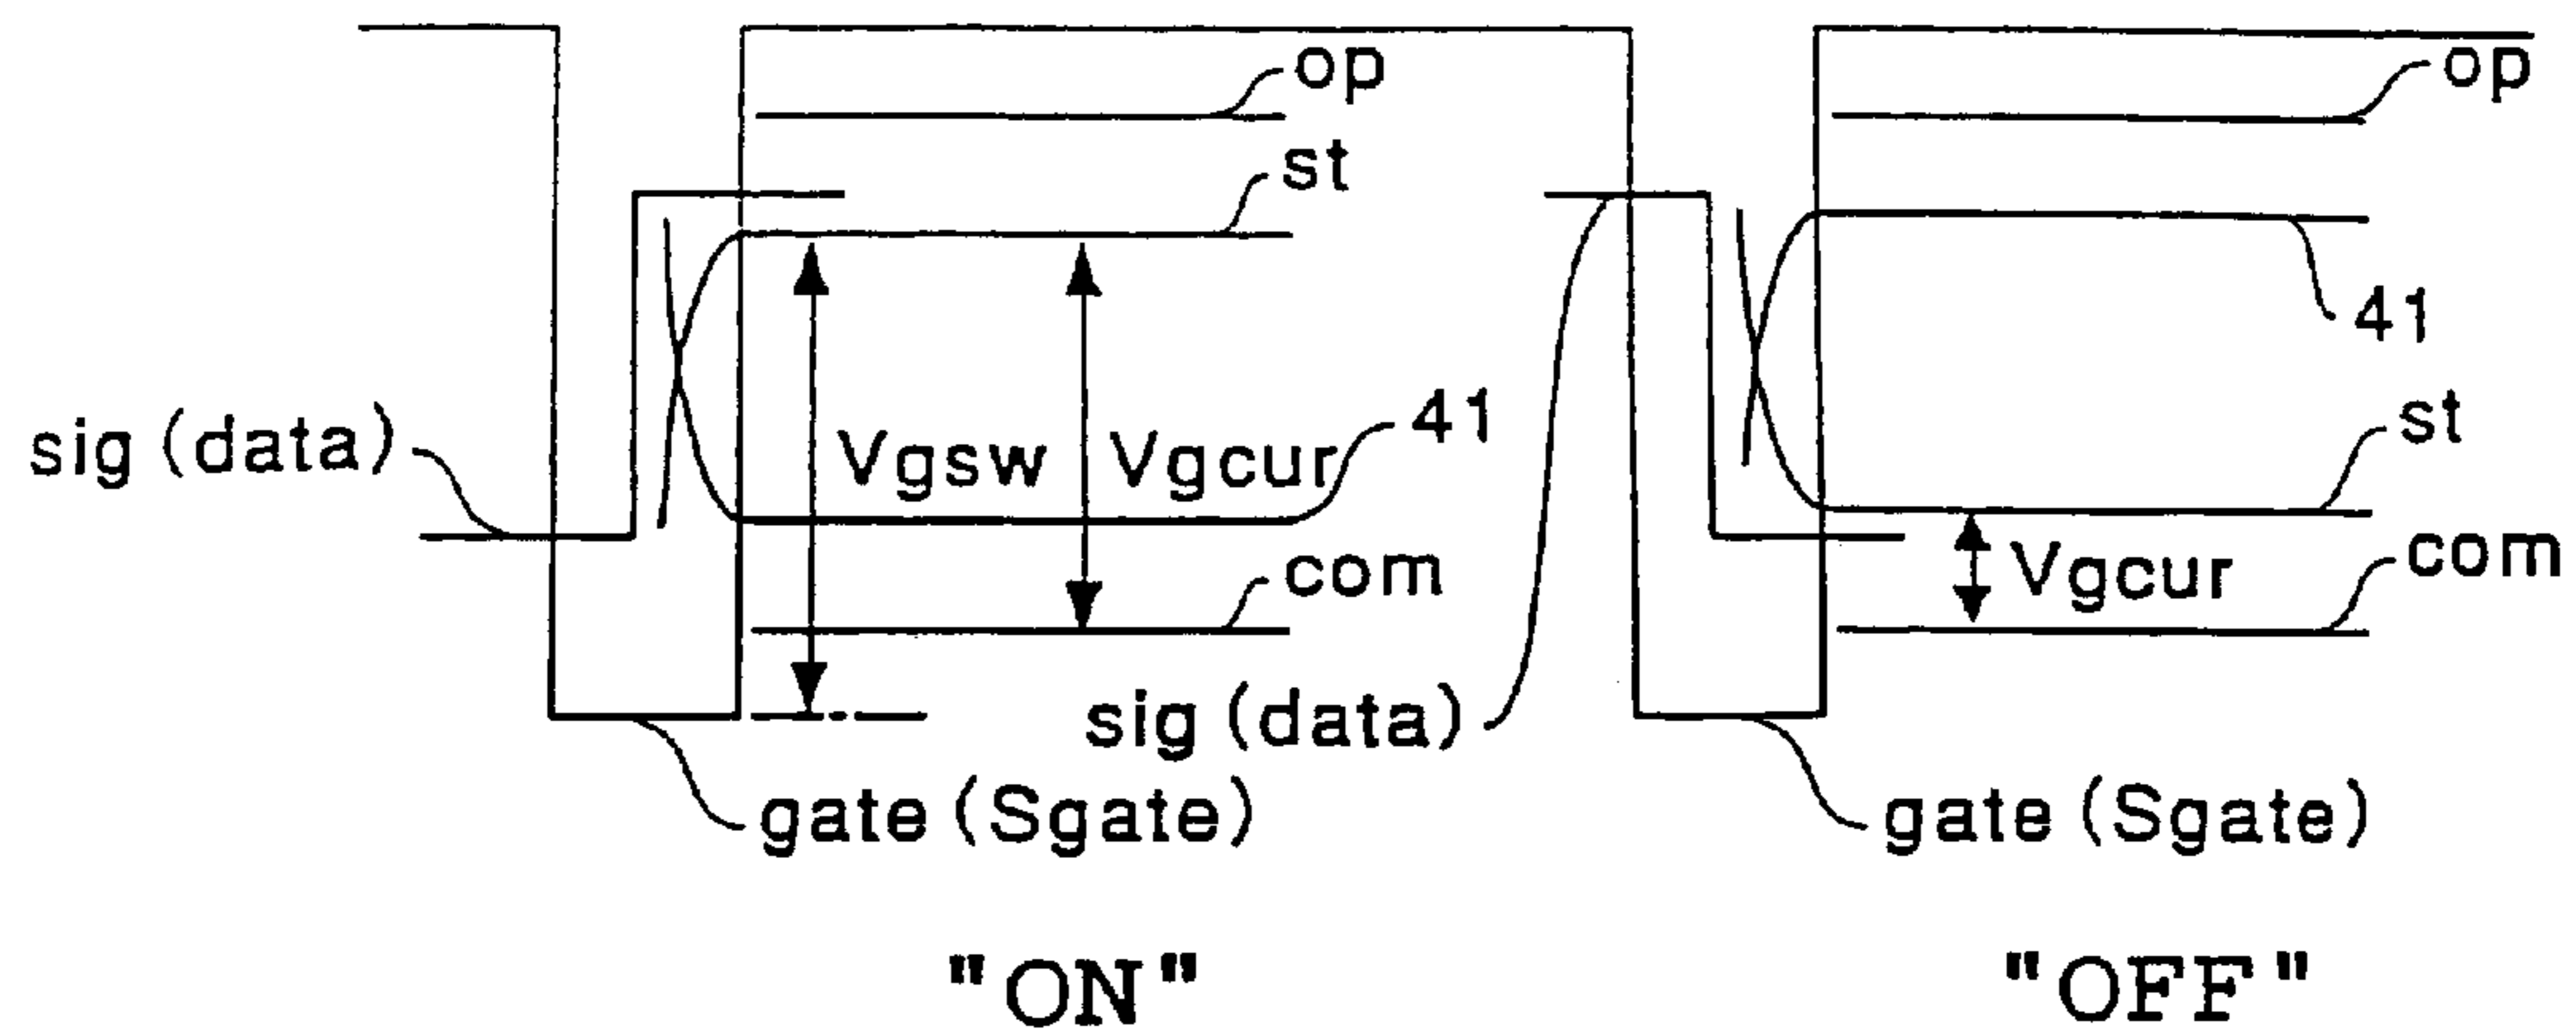 op
op
st
41
sig (data)
Vgsw
Vgcur
41
st
com
com
Vgcur
sig (data)
gate (Sgate)
gate (Sgate)
"ON"
"OFF"